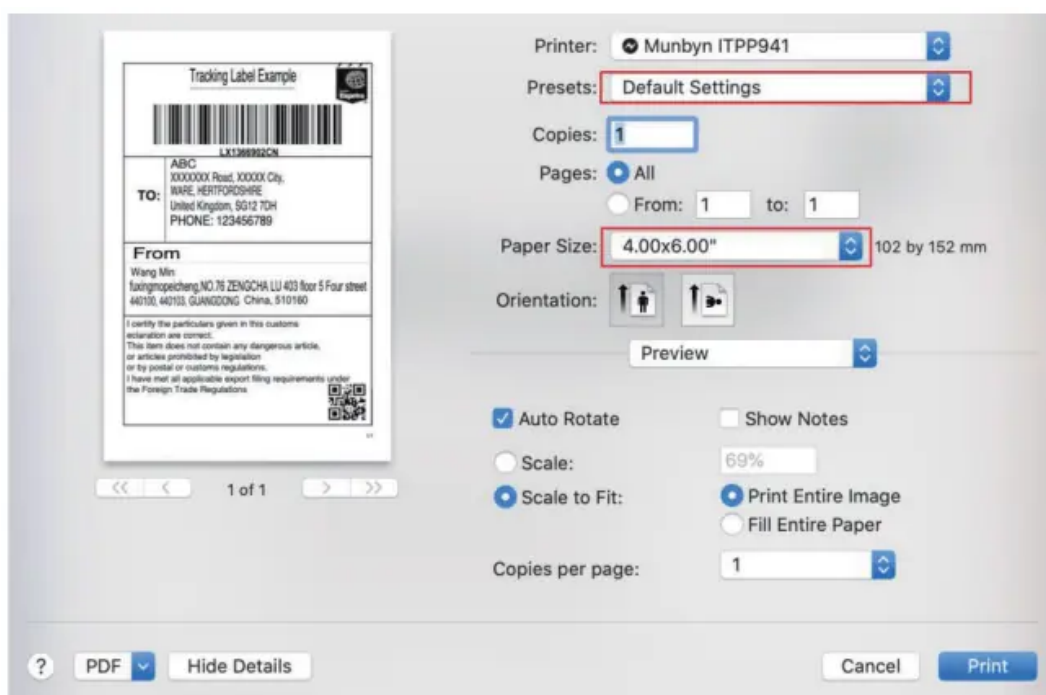 Tracking Label Example
LX1366902CN
TO:
ABC
XXXXXXX Road, XXXXX City,
WARE, HERTFORDSHIRE
United Kingdom, SG12 7DH
PHONE: 123456789
From
Wang Min
fuxingmopeicheng,NO.76 ZENGCHA LU 403 floor 5 Four street
440100, 440103, GUANGDONG China, 510160
I certify the particulars given in this customs
eclaration are correct.
This item does not contain any dangerous article,
or articles prohibited by legislation
or by postal or customs regulations.
I have met all applicable export filing requirements under
the Foreign Trade Regulations
<< < 1 of 1 > >>
Printer: Munbyn ITPP941
Presets: Default Settings
Copies: 1
Pages: All
From: 1 to: 1
Paper Size: 4.00x6.00" 102 by 152 mm
Orientation:
Preview
Auto Rotate Show Notes
Scale: 69%
Scale to Fit: Print Entire Image
Fill Entire Paper
Copies per page: 1
? PDF Hide Details Cancel Print